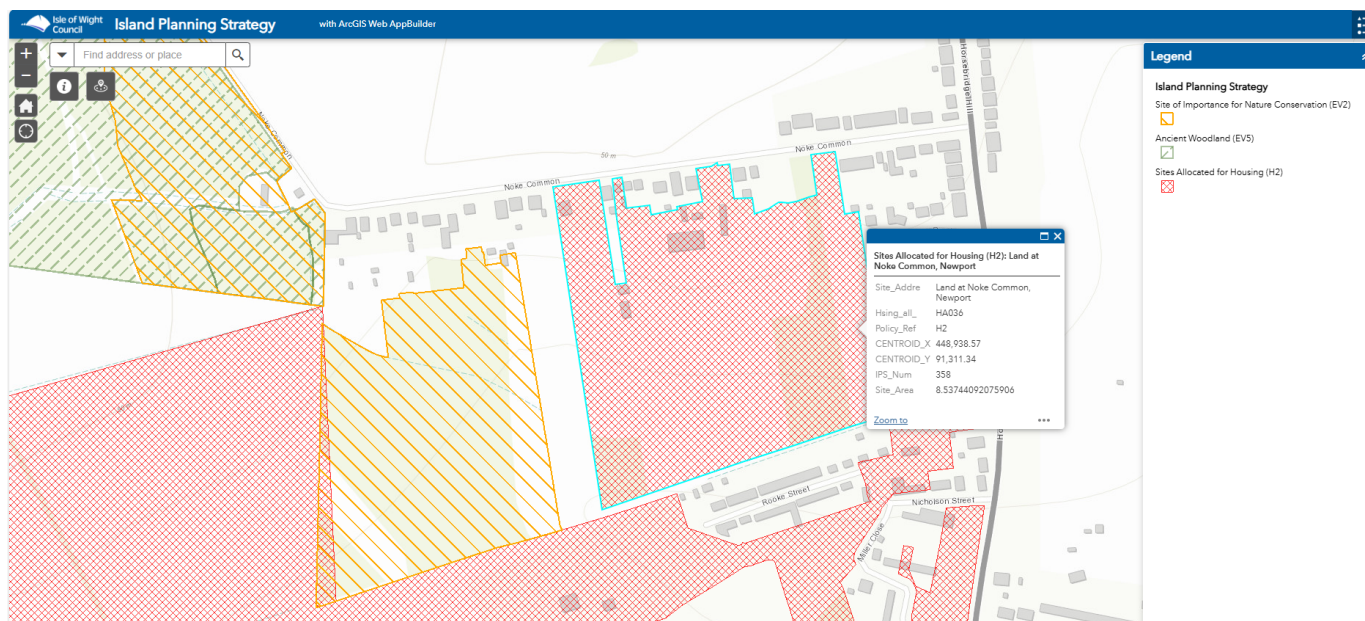 Isle of Wight
Council
Island Planning Strategy
with ArcGIS Web AppBuilder
+
−
Find address or place
Legend
Island Planning Strategy
Site of Importance for Nature Conservation (EV2)
Ancient Woodland (EV5)
Sites Allocated for Housing (H2)
Horsebridge Hill
Noke Common
50 m
Noke Common
Noke Common
Sites Allocated for Housing (H2): Land at
Noke Common, Newport
Site_Addre Land at Noke Common,
Newport
Hsing_all_ HA036
Policy_Ref H2
CENTROID_X 448,938.57
CENTROID_Y 91,311.34
IPS_Num 358
Site_Area 8.53744092075906
Zoom to
Rooke Street
Nicholson Street